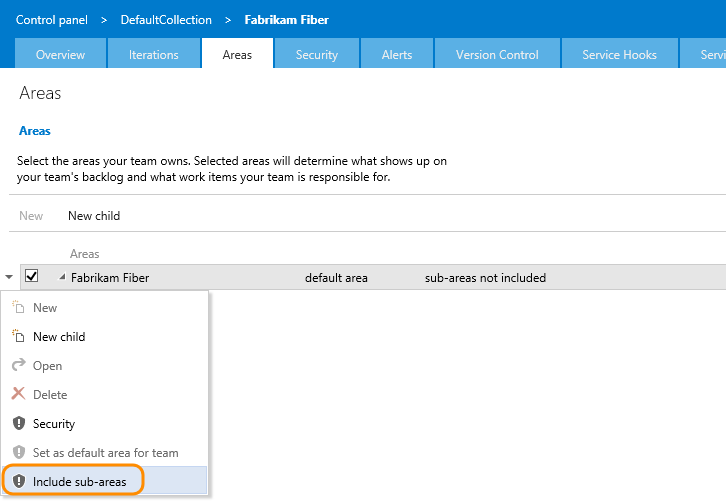 Control panel > DefaultCollection > Fabrikam Fiber
Overview Iterations Areas Security Alerts Version Control Service Hooks Servi
Areas
Areas
Select the areas your team owns. Selected areas will determine what shows up on
your team's backlog and what work items your team is responsible for.
New New child
Areas
Fabrikam Fiber default area sub-areas not included
New
New child
Open
Delete
Security
Set as default area for team
Include sub-areas